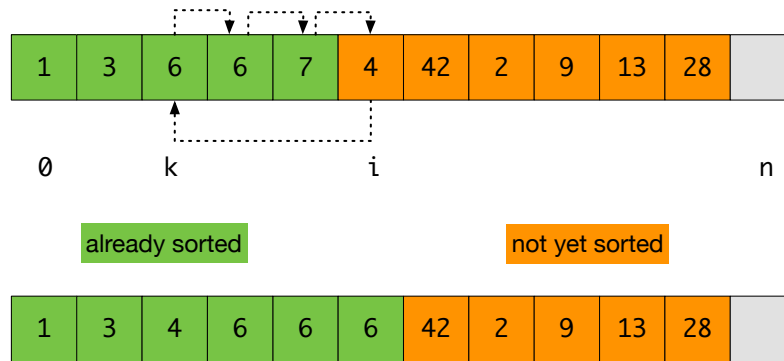 1 3 6 6 7 4 42 2 9 13 28
0 k i n
already sorted not yet sorted
1 3 4 6 6 6 42 2 9 13 28